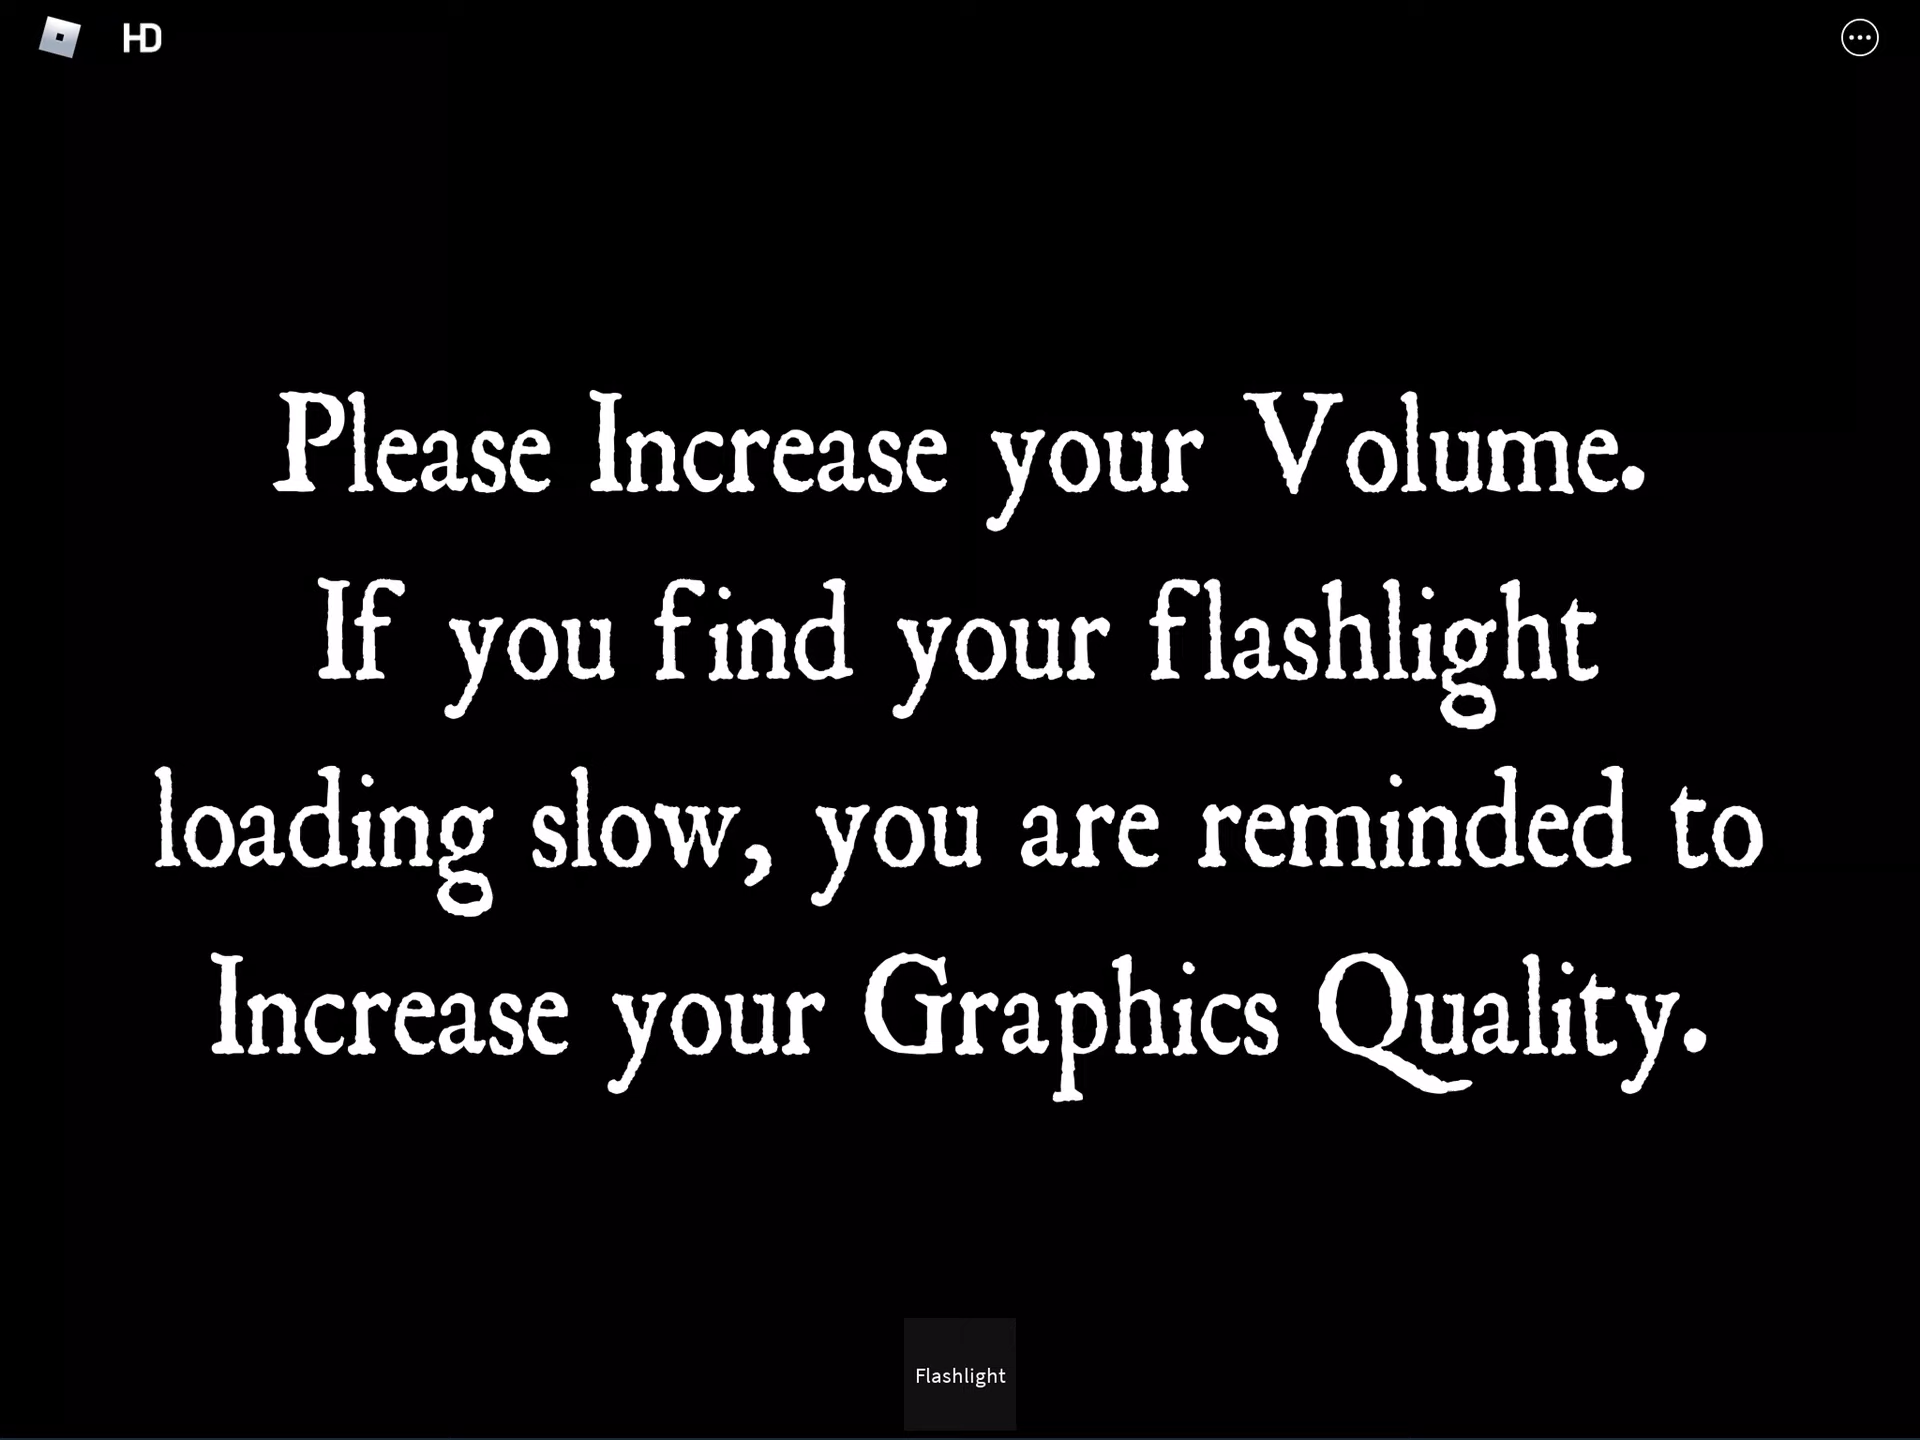 HD
Please Increase your Volume.
If you find your flashlight
loading slow, you are reminded to
Increase your Graphics Quality.
Flashlight